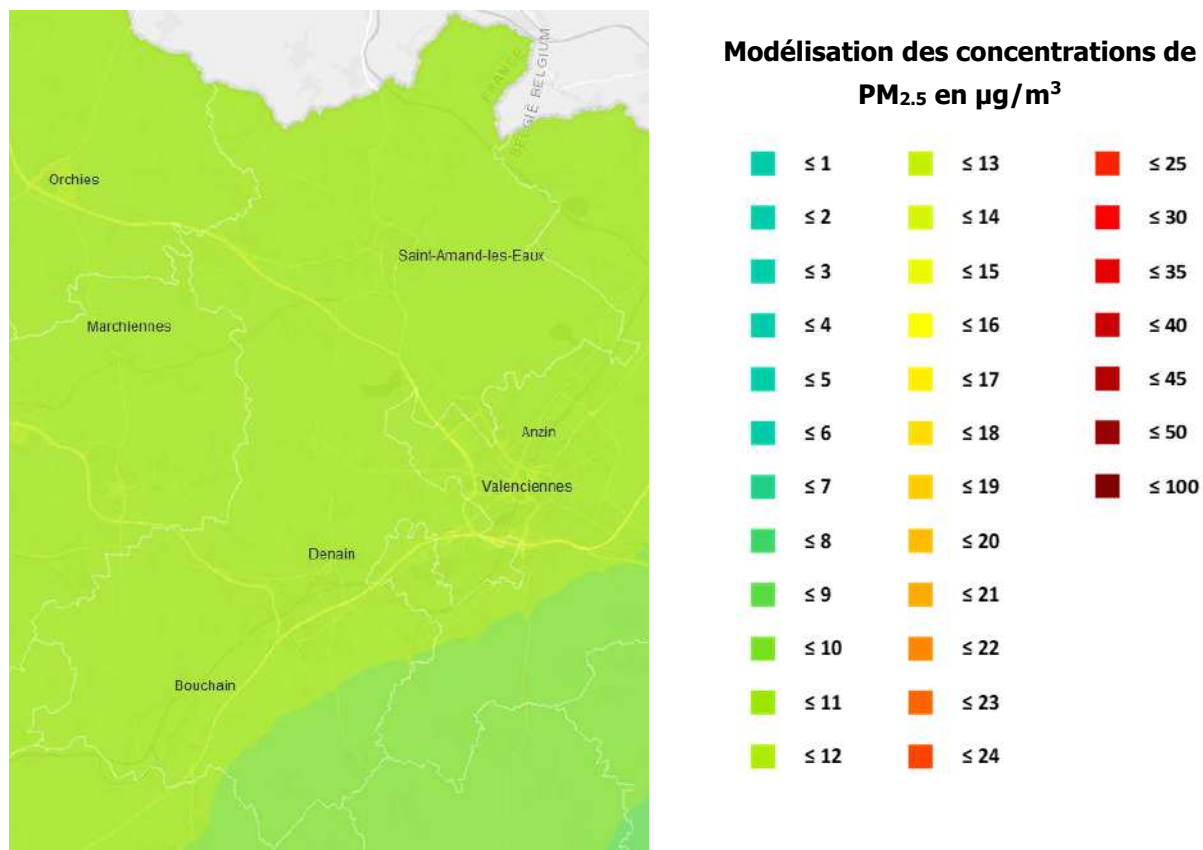 Modélisation des concentrations de
PM2.5 en µg/m³
FRANCE
BELGIË BELGIUM
Orchies
Saint-Amand-les-Eaux
Marchiennes
Anzin
Valenciennes
Denain
Bouchain
≤ 1
≤ 2
≤ 3
≤ 4
≤ 5
≤ 6
≤ 7
≤ 8
≤ 9
≤ 10
≤ 11
≤ 12
≤ 13
≤ 14
≤ 15
≤ 16
≤ 17
≤ 18
≤ 19
≤ 20
≤ 21
≤ 22
≤ 23
≤ 24
≤ 25
≤ 30
≤ 35
≤ 40
≤ 45
≤ 50
≤ 100